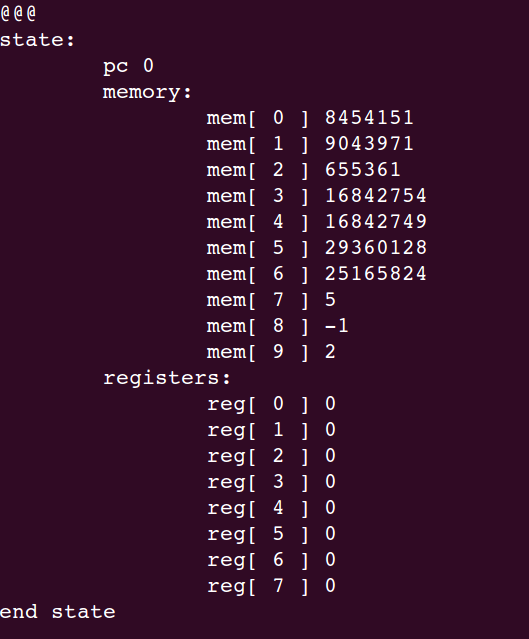 @@@
state:
pc 0
memory:
mem[ 0 ] 8454151
mem[ 1 ] 9043971
mem[ 2 ] 655361
mem[ 3 ] 16842754
mem[ 4 ] 16842749
mem[ 5 ] 29360128
mem[ 6 ] 25165824
mem[ 7 ] 5
mem[ 8 ] -1
mem[ 9 ] 2
registers:
reg[ 0 ] 0
reg[ 1 ] 0
reg[ 2 ] 0
reg[ 3 ] 0
reg[ 4 ] 0
reg[ 5 ] 0
reg[ 6 ] 0
reg[ 7 ] 0
end state